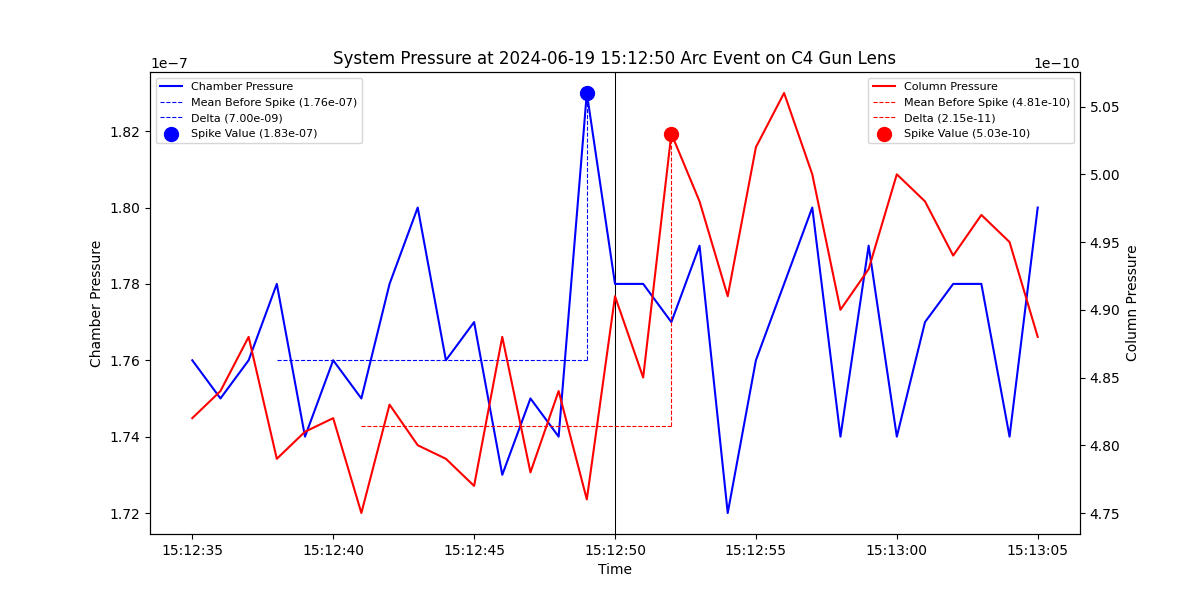 System Pressure at 2024-06-19 15:12:50 Arc Event on C4 Gun Lens
1e−7
1e−10
Chamber Pressure
Mean Before Spike (1.76e-07)
Delta (7.00e-09)
Spike Value (1.83e-07)
Column Pressure
Mean Before Spike (4.81e-10)
Delta (2.15e-11)
Spike Value (5.03e-10)
1.82
1.80
1.78
1.76
1.74
1.72
Chamber Pressure
5.05
5.00
4.95
4.90
4.85
4.80
4.75
Column Pressure
15:12:35
15:12:40
15:12:45
15:12:50
15:12:55
15:13:00
15:13:05
Time